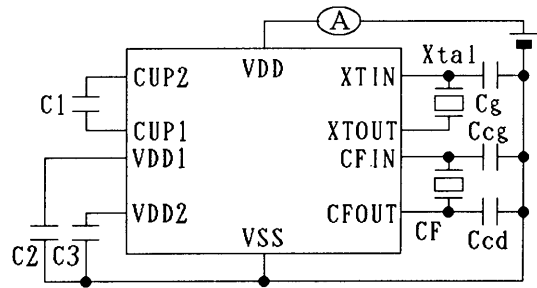 A
VDD
Xtal
CUP2
XTIN
C1
Cg
CUP1
XTOUT
Ccg
VDD1
CFIN
VDD2
CFOUT
CF
Ccd
C2
C3
VSS